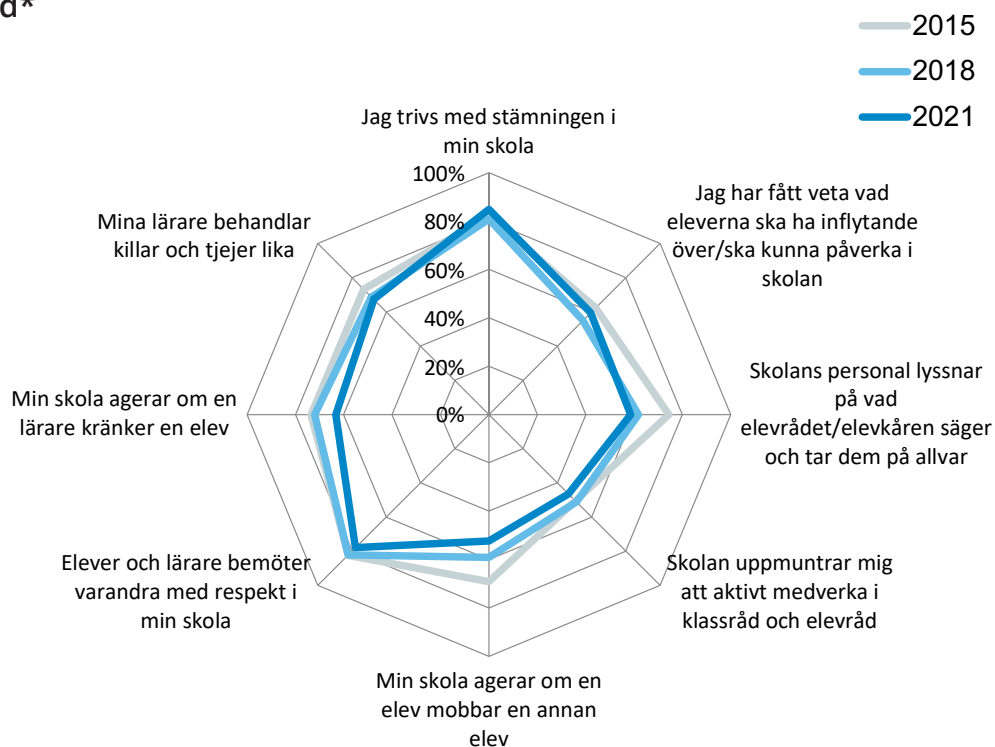 d*
2015
2018
2021
Jag trivs med stämningen i
min skola
Jag har fått veta vad
eleverna ska ha inflytande
över/ska kunna påverka i
skolan
Skolans personal lyssnar
på vad
elevrådet/elevkåren säger
och tar dem på allvar
Skolan uppmuntrar mig
att aktivt medverka i
klassråd och elevråd
Min skola agerar om en
elev mobbar en annan
elev
Elever och lärare bemöter
varandra med respekt i
min skola
Min skola agerar om en
lärare kränker en elev
Mina lärare behandlar
killar och tjejer lika
100%
80%
60%
40%
20%
0%